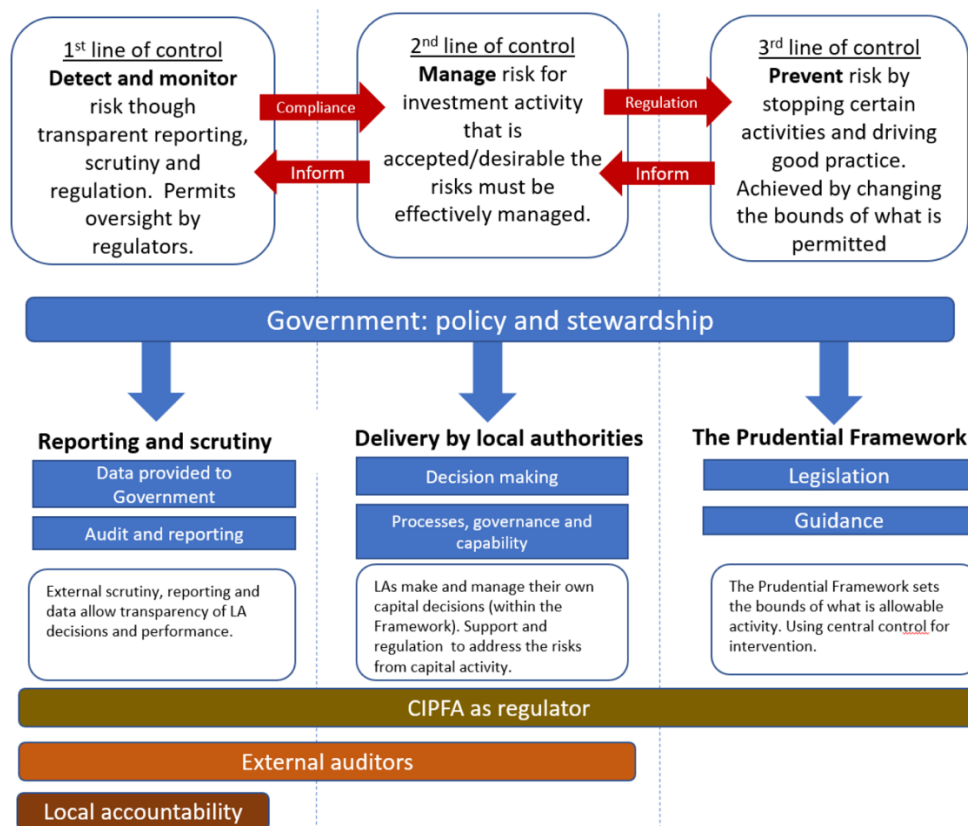 1st line of control
Detect and monitor
risk though
transparent reporting,
scrutiny and
regulation.  Permits
oversight by
regulators.
Compliance
Inform
2nd line of control
Manage risk for
investment activity
that is
accepted/desirable the
risks must be
effectively managed.
Regulation
Inform
3rd line of control
Prevent risk by
stopping certain
activities and driving
good practice.
Achieved by changing
the bounds of what is
permitted
Government: policy and stewardship
Reporting and scrutiny
Data provided to
Government
Audit and reporting
External scrutiny, reporting and
data allow transparency of LA
decisions and performance.
Delivery by local authorities
Decision making
Processes, governance and
capability
LAs make and manage their own
capital decisions (within the
Framework). Support and
regulation  to address the risks
from capital activity.
The Prudential Framework
Legislation
Guidance
The Prudential Framework sets
the bounds of what is allowable
activity. Using central control for
intervention.
CIPFA as regulator
External auditors
Local accountability